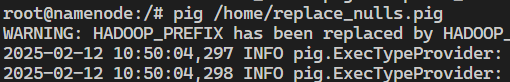 root@namenode:/# pig /home/replace_nulls.pig
WARNING: HADOOP_PREFIX has been replaced by HADOOP_
2025-02-12 10:50:04,297 INFO pig.ExecTypeProvider:
2025-02-12 10:50:04,298 INFO pig.ExecTypeProvider: